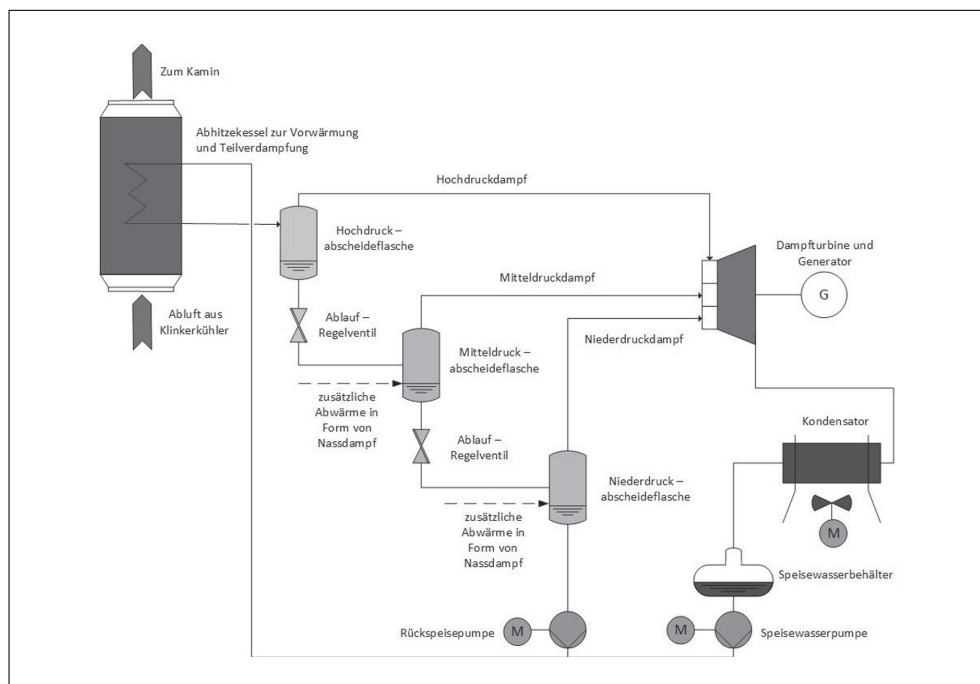 Zum Kamin
Abhitzekessel zur Vorwärmung
und Teilverdampfung
Hochdruckdampf
Hochdruck –
abscheideflasche
Dampfturbine und
Generator
G
Mitteldruckdampf
Abluft aus
Klinkerkühler
Ablauf –
Regelventil
Mitteldruck –
abscheideflasche
Niederdruckdampf
zusätzliche
Abwärme in
Form von
Nassdampf
Kondensator
Ablauf –
Regelventil
Niederdruck –
abscheideflasche
zusätzliche
Abwärme in
Form von
Nassdampf
M
Speisewasserbehälter
Rückspeisepumpe
M
M
Speisewasserpumpe